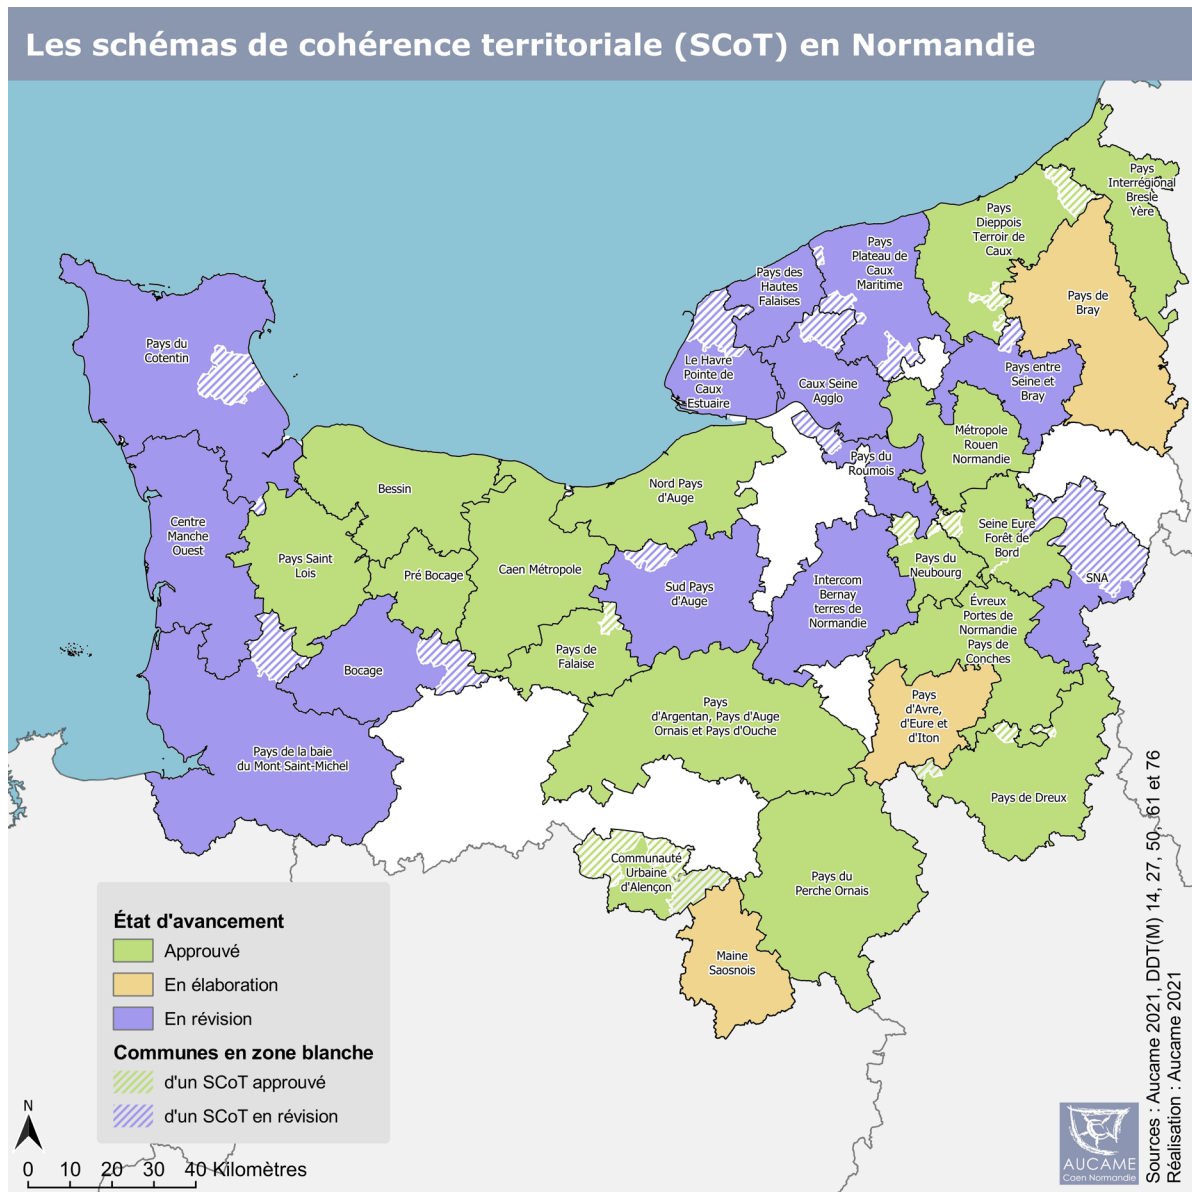 Les schémas de cohérence territoriale (SCoT) en Normandie
Pays
Interrégional
Bresle
Yère
Pays
Dieppois
Terroir de
Caux
Pays
Plateau de
Caux
Maritime
Pays des
Hautes
Falaises
Pays de
Bray
Pays du
Cotentin
Le Havre
Pointe de
Caux
Estuaire
Caux Seine
Agglo
Pays entre
Seine et
Bray
Métropole
Rouen
Normandie
Pays du
Roumois
Bessin
Nord Pays
d'Auge
Centre
Manche
Ouest
Pays Saint
Lois
Pré Bocage
Caen Métropole
Sud Pays
d'Auge
Intercom
Bernay
terres de
Normandie
Pays du
Neubourg
Seine Eure
Forêt de
Bord
SNA
Évreux
Portes de
Normandie
Pays de
Conches
Pays de
Falaise
Bocage
Pays
d'Argentan, Pays d'Auge
Ornais et Pays d'Ouche
Pays
d'Avre,
d'Eure et
d'Iton
Pays de la baie
du Mont Saint-Michel
Pays de Dreux
Communauté
Urbaine
d'Alençon
Pays du
Perche Ornais
Maine
Saosnois
État d'avancement
Approuvé
En élaboration
En révision
Communes en zone blanche
d'un SCoT approuvé
d'un SCoT en révision
N
0 10 20 30 40 Kilomètres
AUCAME
Caen Normandie
Sources : Aucame 2021, DDT(M) 14, 27, 50, 61 et 76
Réalisation : Aucame 2021